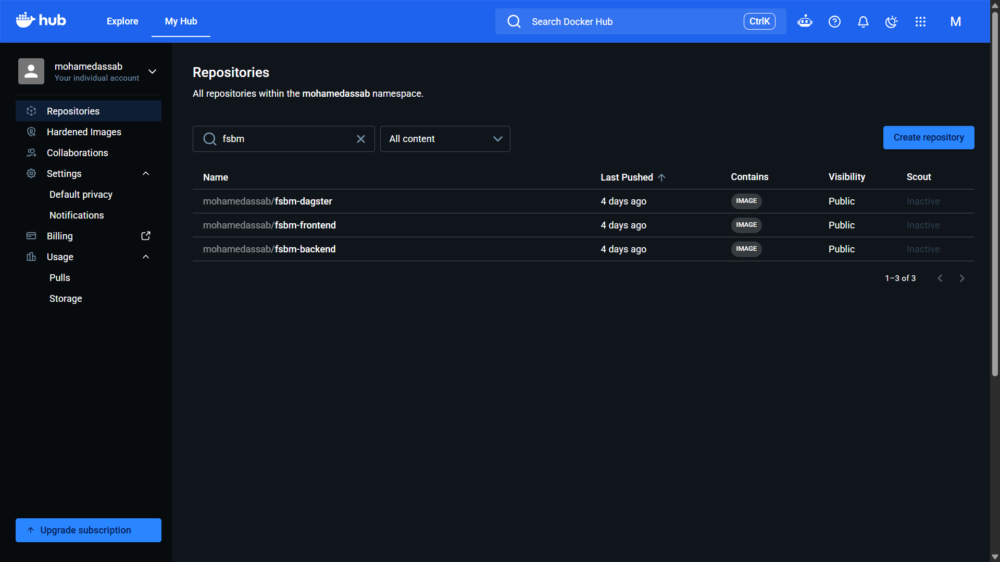 hub
Explore
My Hub
Search Docker Hub
CtrlK
M
mohamedassab
Your individual account
Repositories
Hardened Images
Collaborations
Settings
Default privacy
Notifications
Billing
Usage
Pulls
Storage
Upgrade subscription
Repositories
All repositories within the mohamedassab namespace.
fsbm
All content
Create repository
Name Last Pushed Contains Visibility Scout
mohamedassab/fsbm-dagster 4 days ago IMAGE Public Inactive
mohamedassab/fsbm-frontend 4 days ago IMAGE Public Inactive
mohamedassab/fsbm-backend 4 days ago IMAGE Public Inactive
1–3 of 3